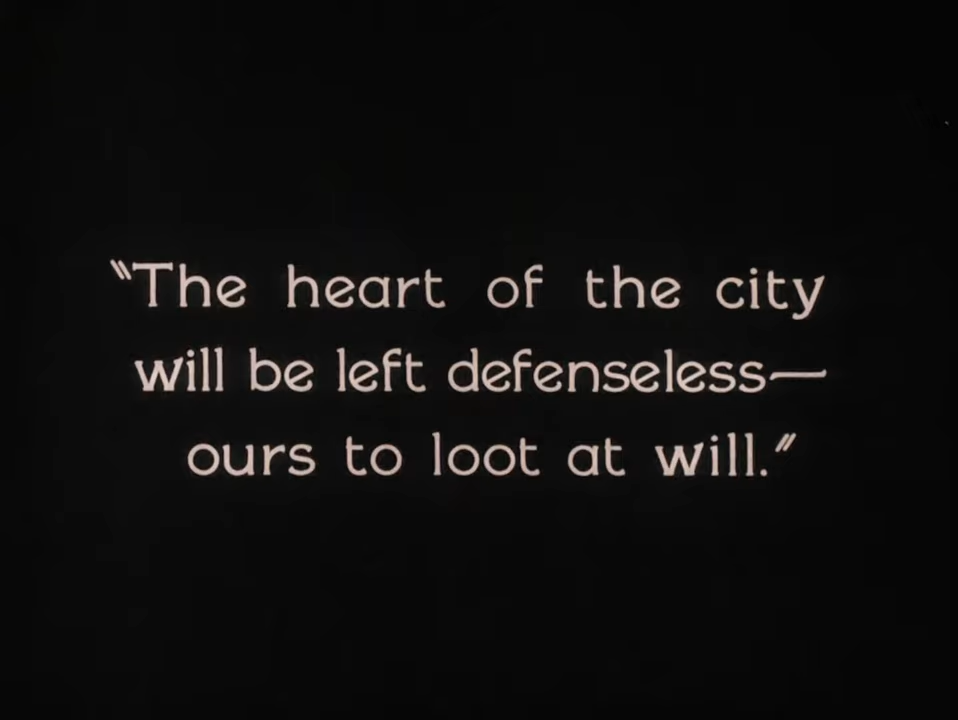 "The heart of the city
will be left defenseless—
ours to loot at will."